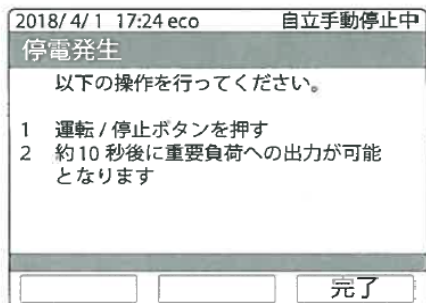 2018/ 4/ 1 17:24 eco 自立手動停止中
停電発生
以下の操作を行ってください。
1 運転 / 停止ボタンを押す
2 約10 秒後に重要負荷への出力が可能
となります
完了